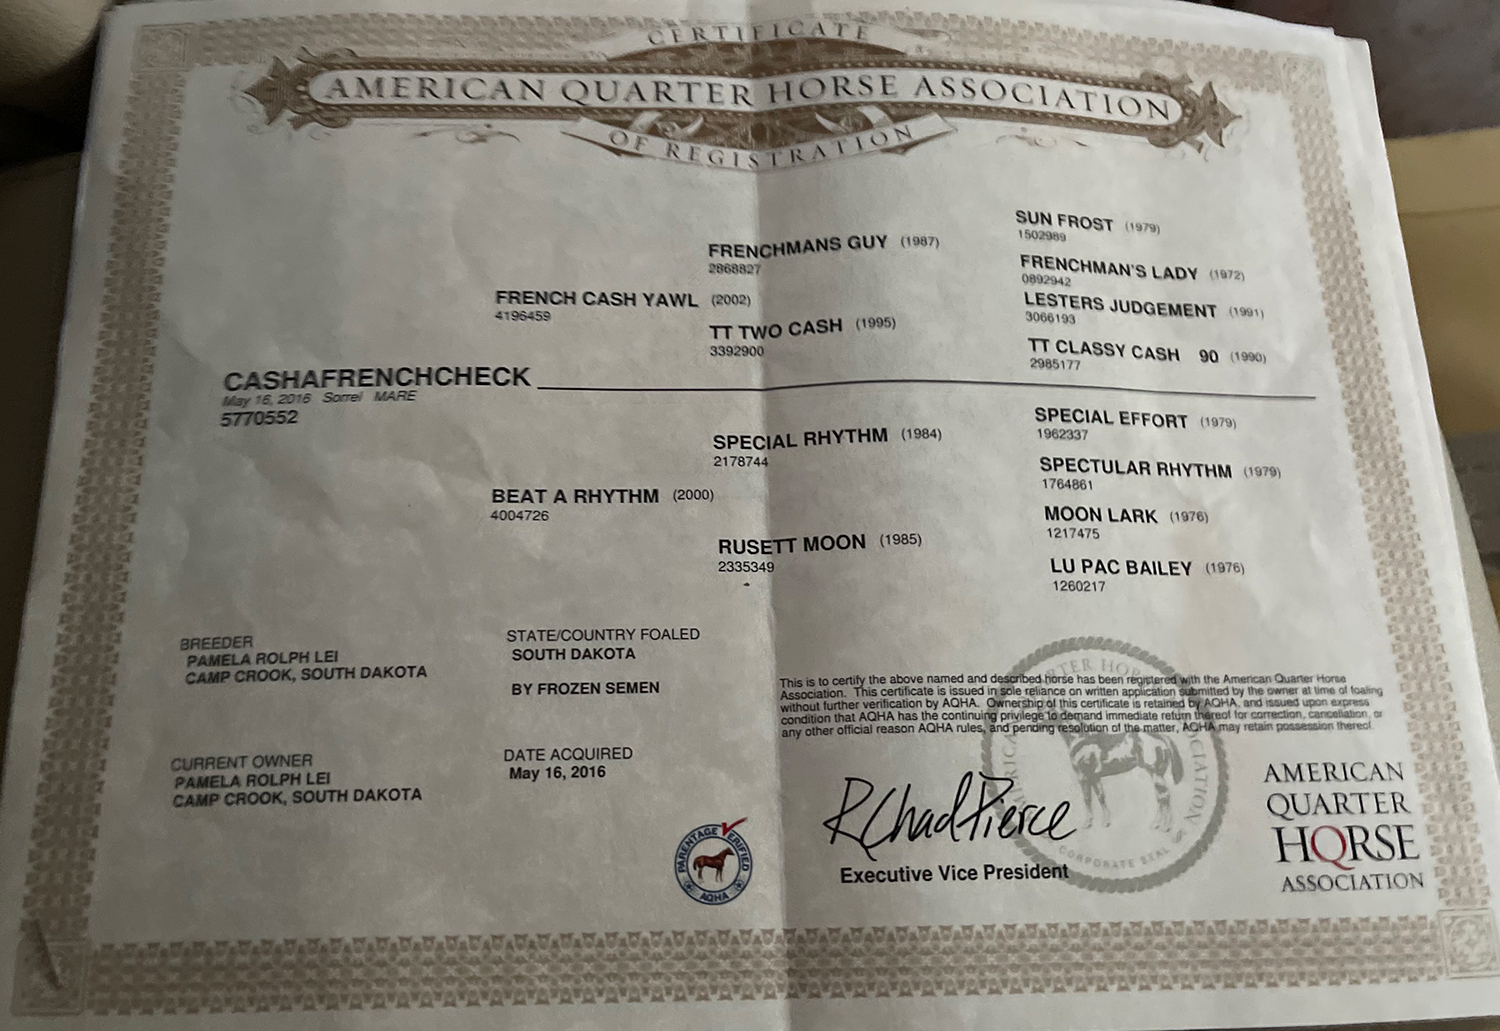 CERTIFICATE
AMERICAN QUARTER HORSE ASSOCIATION
OF REGISTRATION
SUN FROST (1979)
1502989
FRENCHMANS GUY (1987)
2868827
FRENCHMAN'S LADY (1972)
0892942
FRENCH CASH YAWL (2002)
4196459
LESTERS JUDGEMENT (1991)
3066193
TT TWO CASH (1995)
3392900
TT CLASSY CASH 90 (1990)
2985177
CASHAFRENCHCHECK
May 16, 2016 Sorrel MARE
5770552
SPECIAL EFFORT (1979)
1962337
SPECIAL RHYTHM (1984)
2178744
SPECTULAR RHYTHM (1979)
1764861
BEAT A RHYTHM (2000)
4004726
MOON LARK (1976)
1217475
RUSETT MOON (1985)
2335349
LU PAC BAILEY (1976)
1260217
BREEDER
PAMELA ROLPH LEI
CAMP CROOK, SOUTH DAKOTA
STATE/COUNTRY FOALED
SOUTH DAKOTA
BY FROZEN SEMEN
CURRENT OWNER
PAMELA ROLPH LEI
CAMP CROOK, SOUTH DAKOTA
DATE ACQUIRED
May 16, 2016
This is to certify the above named and described horse has been registered with the American Quarter Horse
Association. This certificate is issued in sole reliance on written application submitted by the owner at time of foaling
without further verification by AQHA. Ownership of this certificate is retained by AQHA, and issued upon express
condition that AQHA has the continuing privilege to demand immediate return thereof for correction, cancellation, or
any other official reason AQHA rules, and pending resolution of the matter, AQHA may retain possession thereof.
PARENTAGE VERIFIED
AQHA
R Chad Pierce
Executive Vice President
CORPORATE SEAL
AMERICAN
QUARTER
HORSE
ASSOCIATION